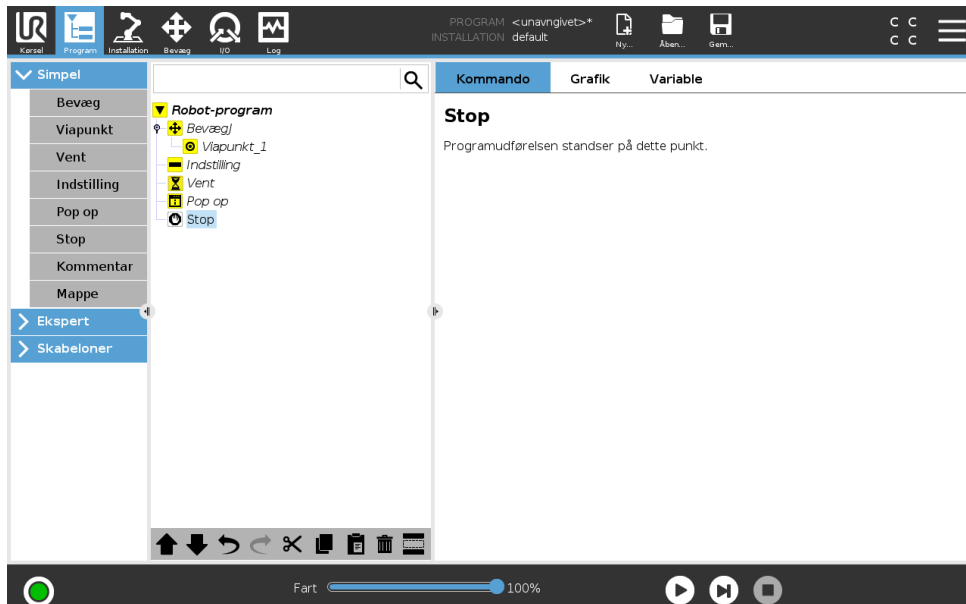 PROGRAM <unavngivet>*
INSTALLATION default
UR
Kørsel
Program
Installation
Bevæg
I/O
Log
Ny...
Åben...
Gem...
C C
C C
Simpel
Bevæg
Viapunkt
Vent
Indstilling
Pop op
Stop
Kommentar
Mappe
Ekspert
Skabeloner
Robot-program
BevægJ
Viapunkt_1
Indstilling
Vent
Pop op
Stop
Kommando
Grafik
Variable
Stop
Programudførelsen standser på dette punkt.
Fart
100%